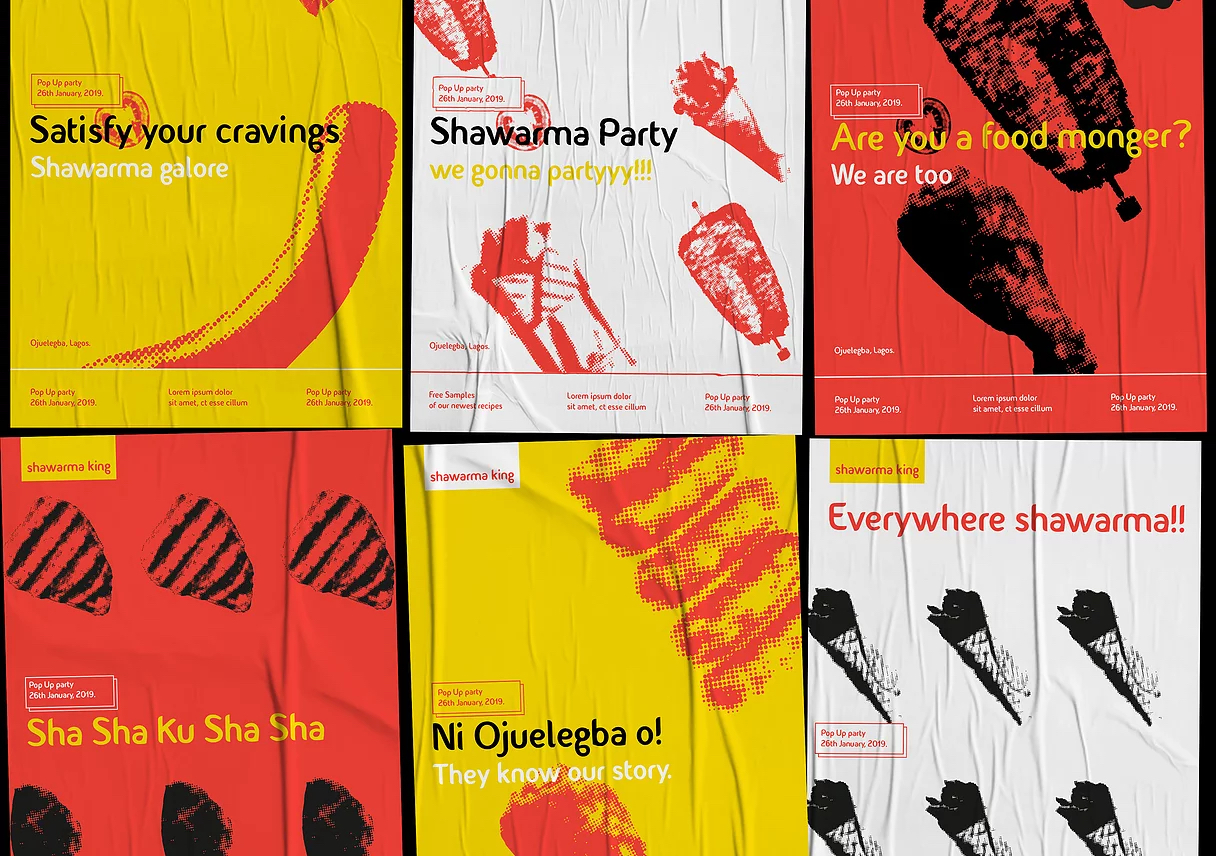 Pop Up party
26th January, 2019.
Satisfy your cravings
Shawarma galore
Ojuelegba, Lagos.
Pop Up party
26th January, 2019.
Lorem ipsum dolor
sit amet, ct esse cillum
Pop Up party
26th January, 2019.
Pop Up party
26th January, 2019.
Shawarma Party
we gonna partyyy!!!
Ojuelegba, Lagos.
Free Samples
of our newest recipes
Lorem ipsum dolor
sit amet, ct esse cillum
Pop Up party
26th January, 2019.
Pop Up party
26th January, 2019.
Are you a food monger?
We are too
Ojuelegba, Lagos.
Pop Up party
26th January, 2019.
Lorem ipsum dolor
sit amet, ct esse cillum
Pop Up party
26th January, 2019.
shawarma king
Pop Up party
26th January, 2019.
Sha Sha Ku Sha Sha
shawarma king
Pop Up party
26th January, 2019.
Ni Ojuelegba o!
They know our story.
shawarma king
Everywhere shawarma!!
Pop Up party
26th January, 2019.